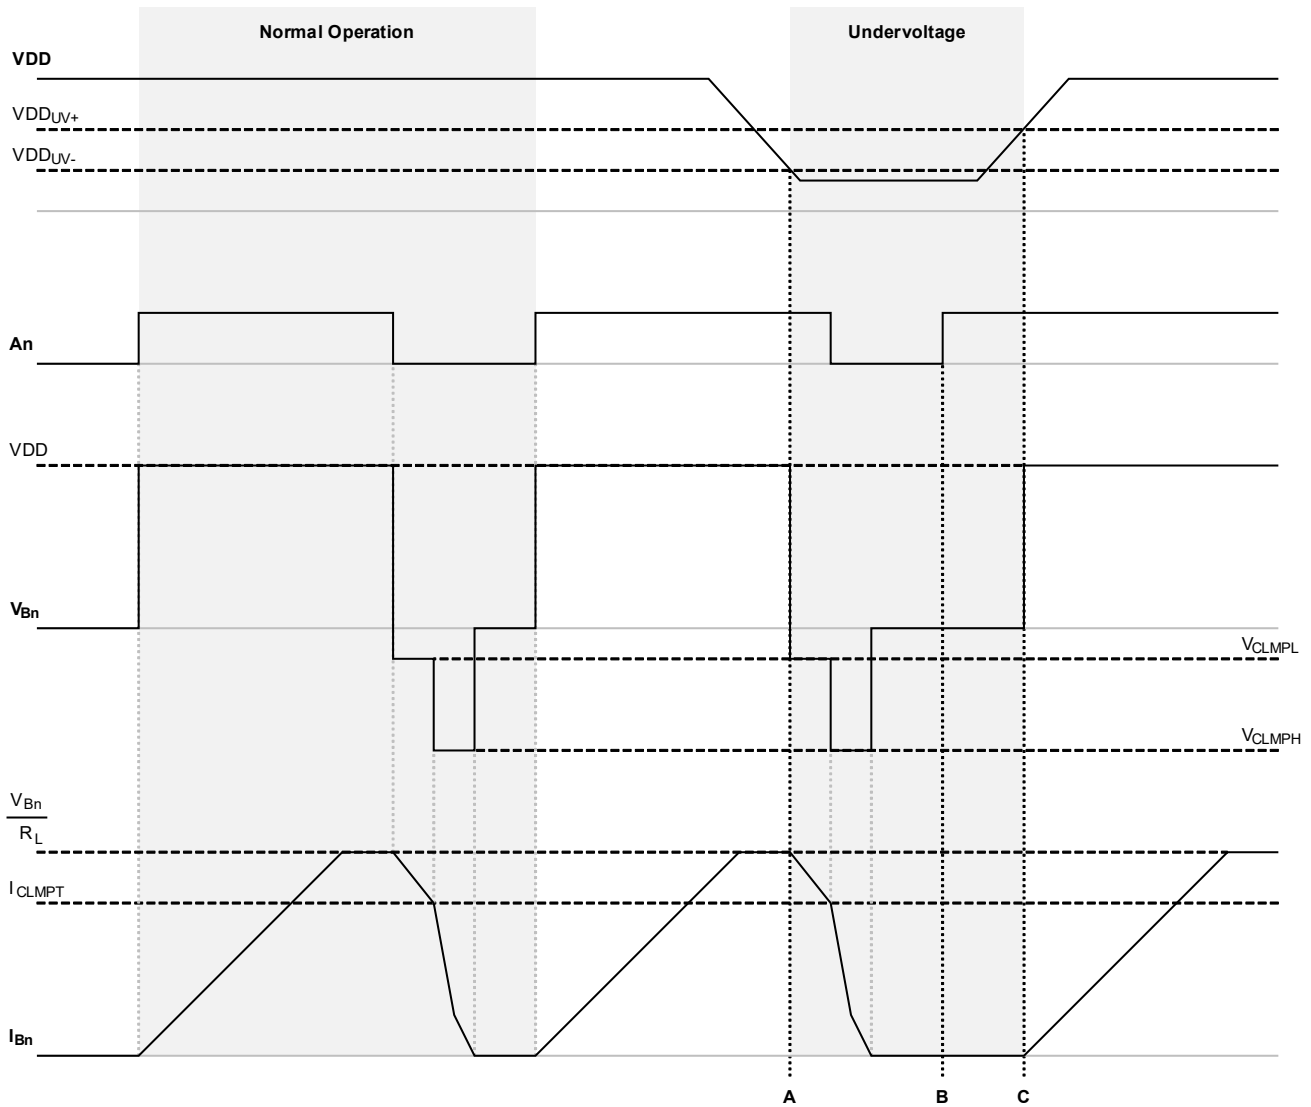 Normal Operation
Undervoltage
VDD
VDDUV+
VDDUV-
An
VDD
VBn
VCLMPL
VCLMPH
VBn
RL
ICLMPT
IBn
A
B
C